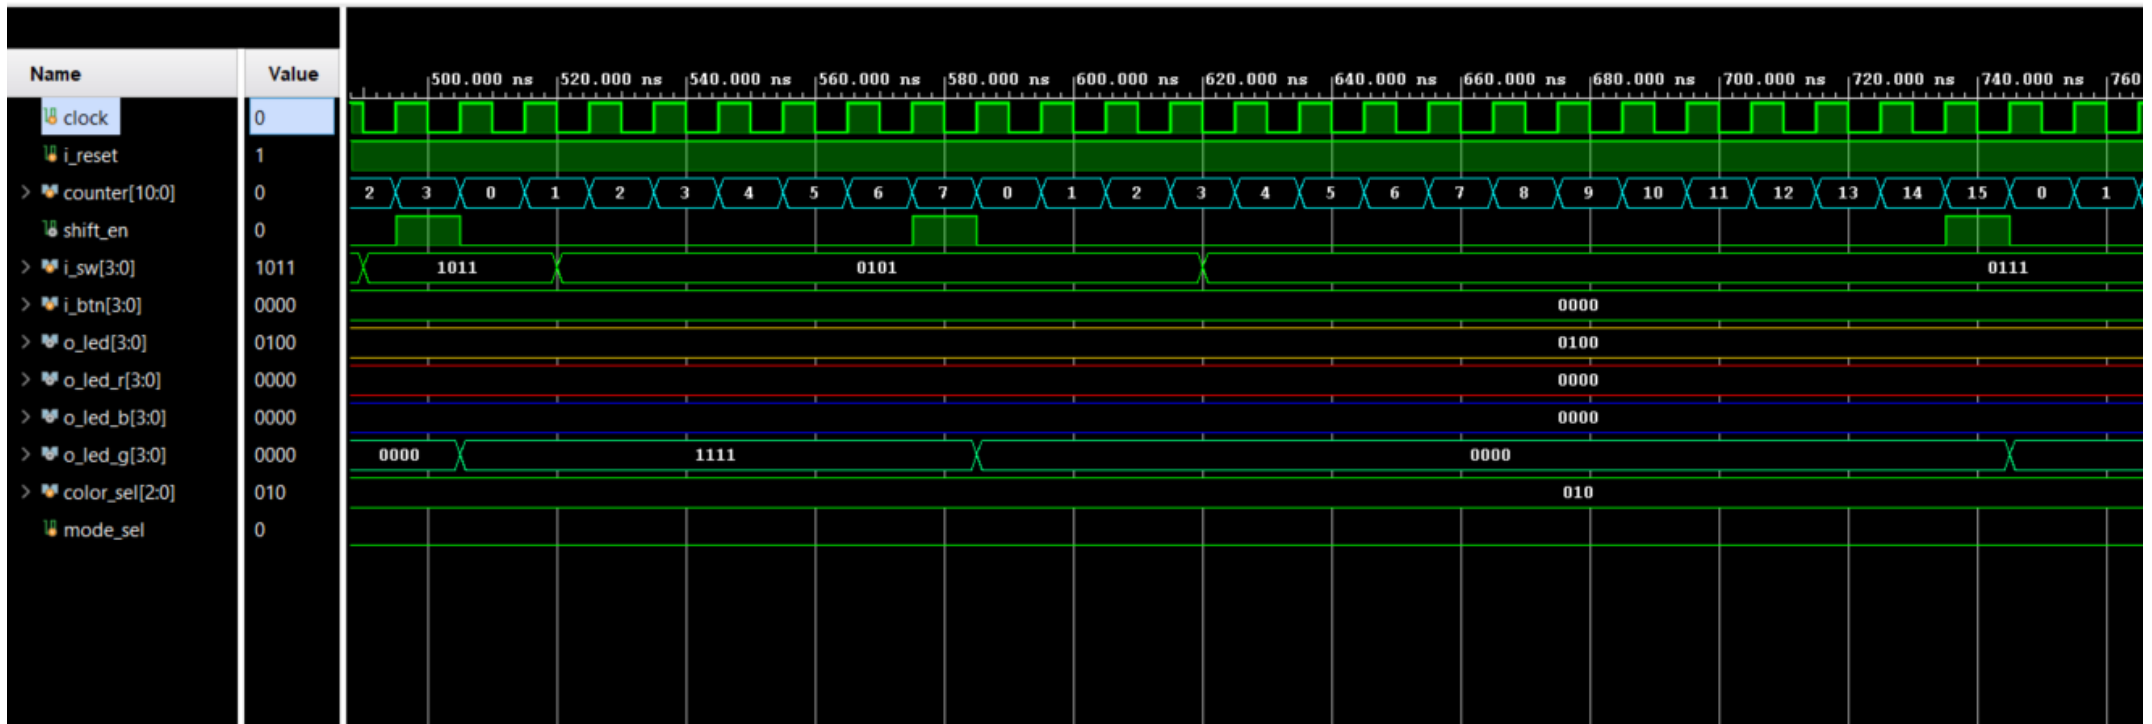 500.000 ns 520.000 ns 540.000 ns 560.000 ns 580.000 ns 600.000 ns 620.000 ns 640.000 ns 660.000 ns 680.000 ns 700.000 ns 720.000 ns 740.000 ns 760
Name Value
clock 0
i_reset 1
counter[10:0] 0 2 3 0 1 2 3 4 5 6 7 0 1 2 3 4 5 6 7 8 9 10 11 12 13 14 15 0 1
shift_en 0
i_sw[3:0] 1011 1011 0101 0111
i_btn[3:0] 0000 0000
o_led[3:0] 0100 0100
o_led_r[3:0] 0000 0000
o_led_b[3:0] 0000 0000
o_led_g[3:0] 0000 0000 1111 0000
color_sel[2:0] 010 010
mode_sel 0